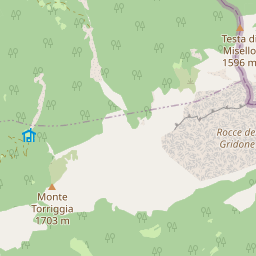 Testa di
Misello
1596 m
Rocce de
Gridone
Monte
Torriggia
1703 m